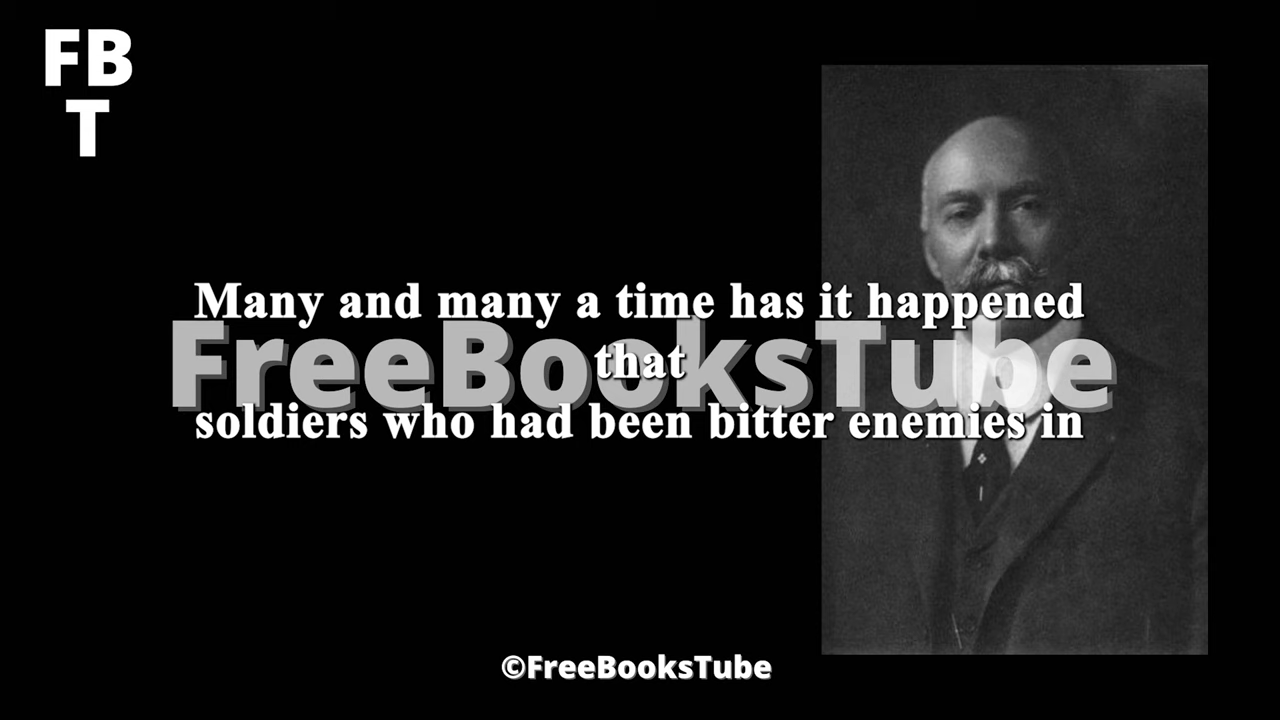 FB
T
Many and many a time has it happened
FreeBooksTube
that
soldiers who had been bitter enemies in
©FreeBooksTube